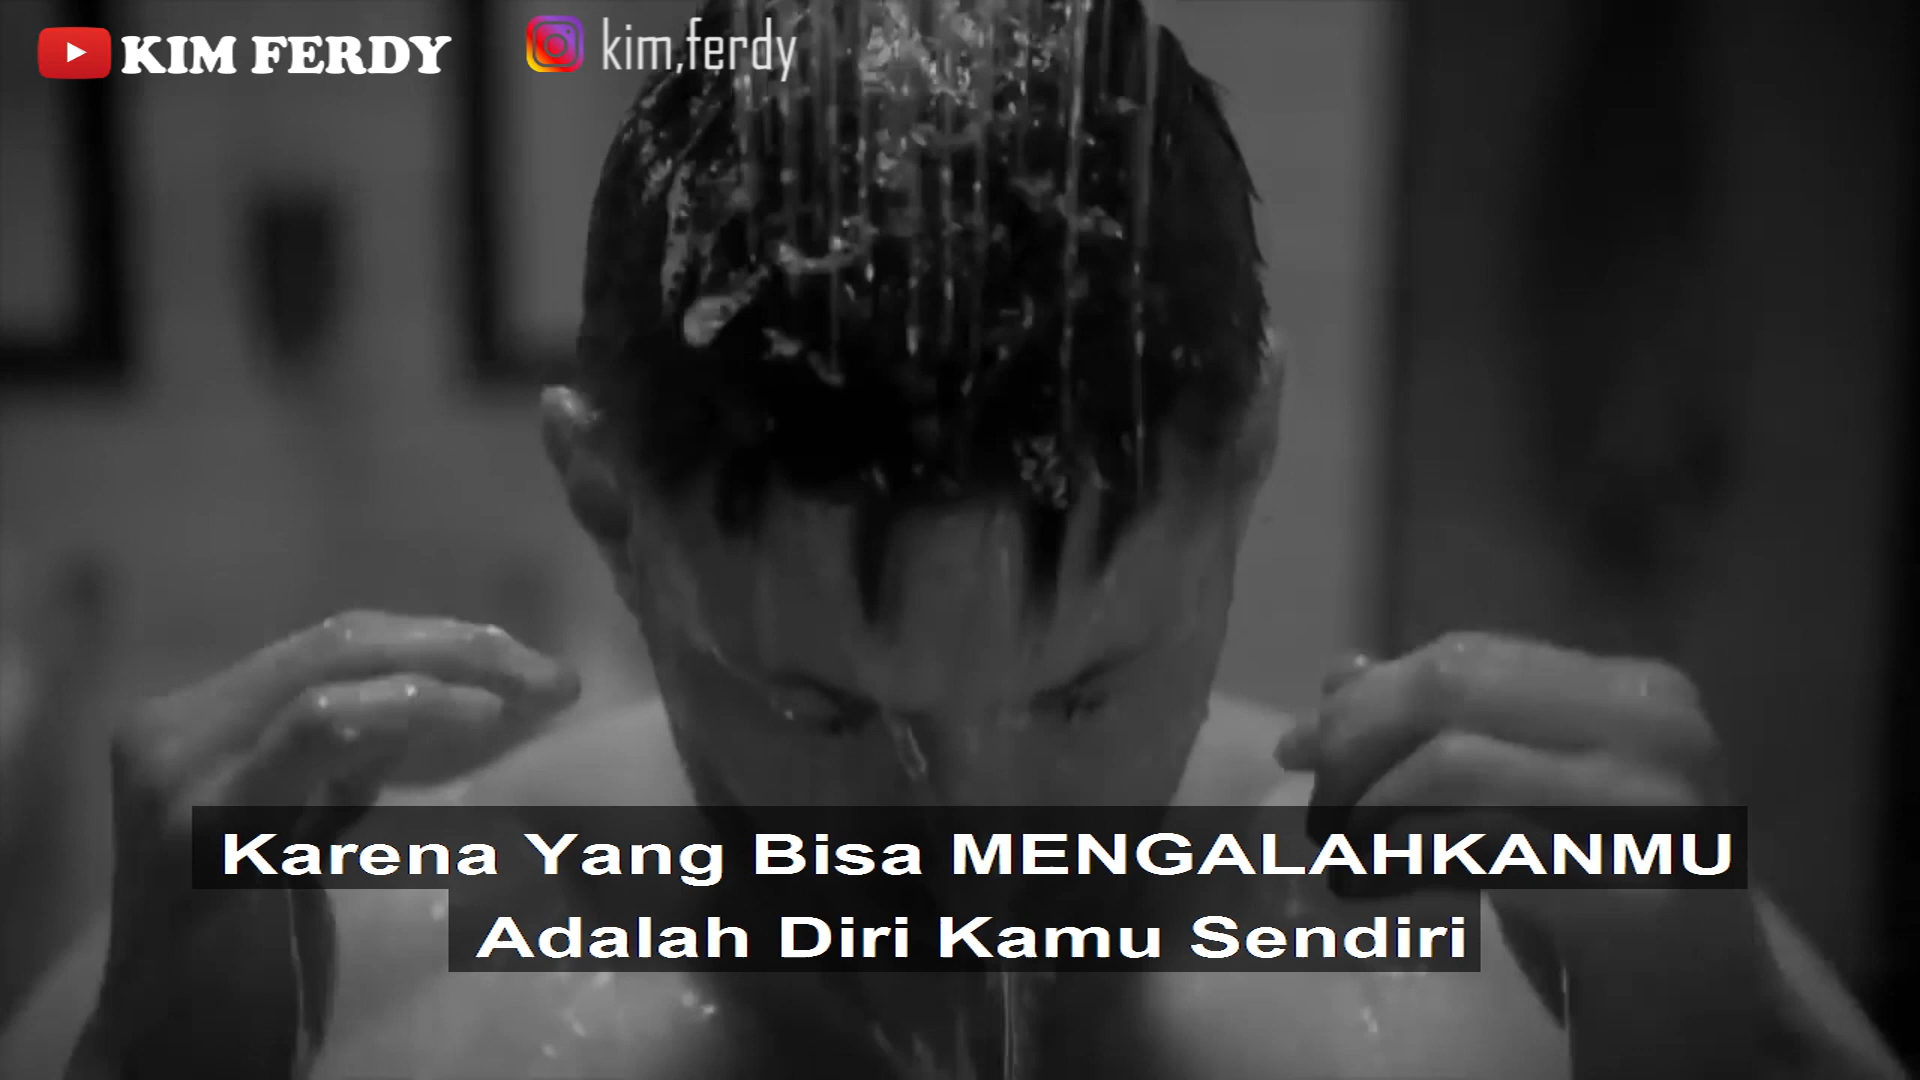 KIM FERDY
kim,ferdy
Karena Yang Bisa MENGALAHKANMU
Adalah Diri Kamu Sendiri